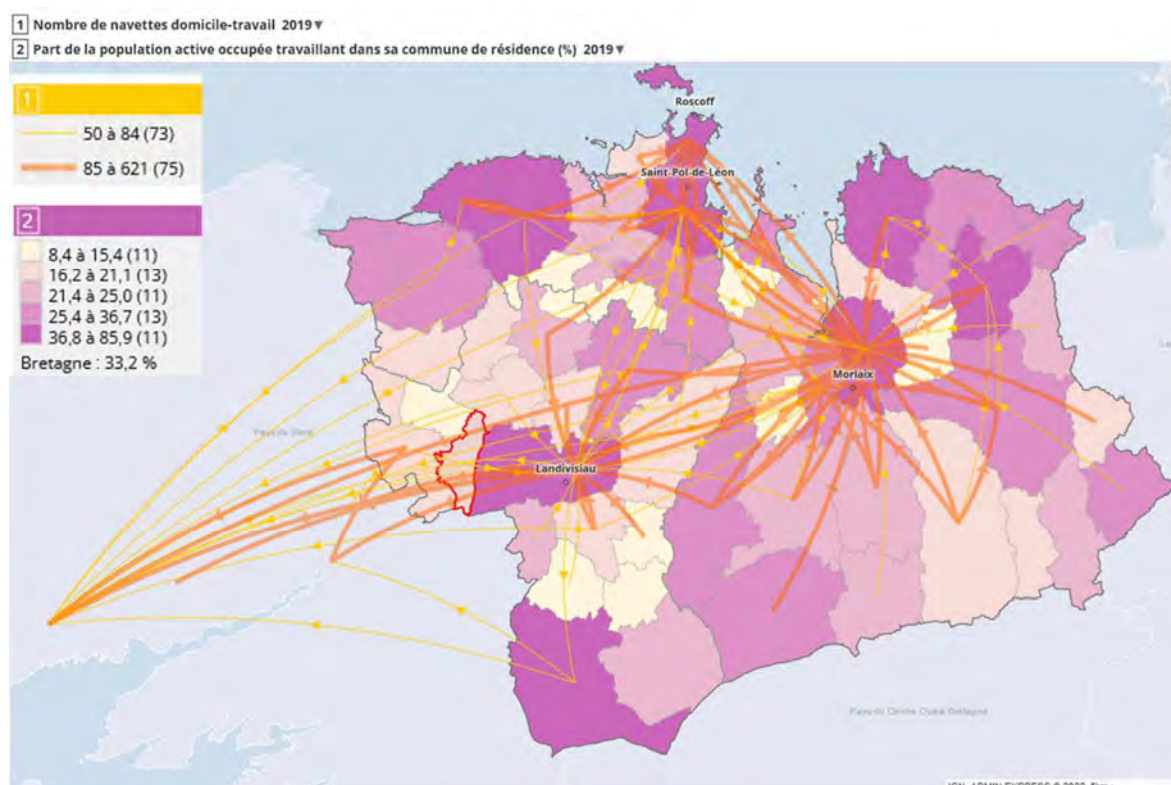 1 Nombre de navettes domicile-travail 2019▼
2 Part de la population active occupée travaillant dans sa commune de résidence (%) 2019▼
1
50 à 84 (73)
85 à 621 (75)
2
8,4 à 15,4 (11)
16,2 à 21,1 (13)
21,4 à 25,0 (11)
25,4 à 36,7 (13)
36,8 à 85,9 (11)
Bretagne : 33,2 %
Roscoff
Saint-Pol-de-Léon
Morlaix
Pays de Brest
Landivisiau
Pays du Centre Ouest Bretagne